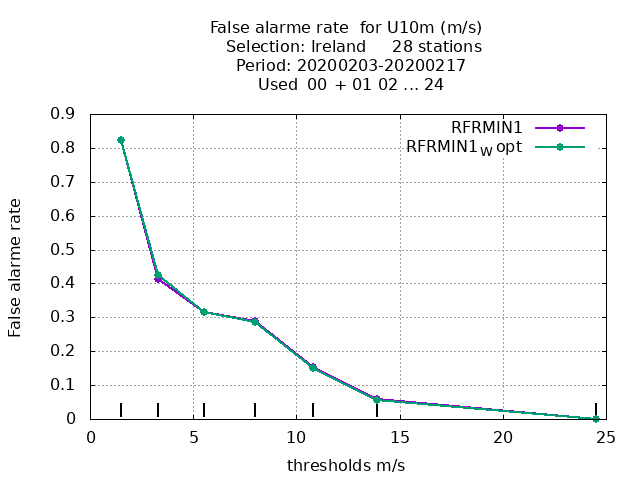 False alarme rate  for U10m (m/s)
Selection: Ireland     28 stations
Period: 20200203-20200217
Used  00  + 01 02 ... 24
RFRMIN1
RFRMIN1W opt
0.9
0.8
0.7
0.6
0.5
0.4
0.3
0.2
0.1
0
False alarme rate
0 5 10 15 20 25
thresholds m/s